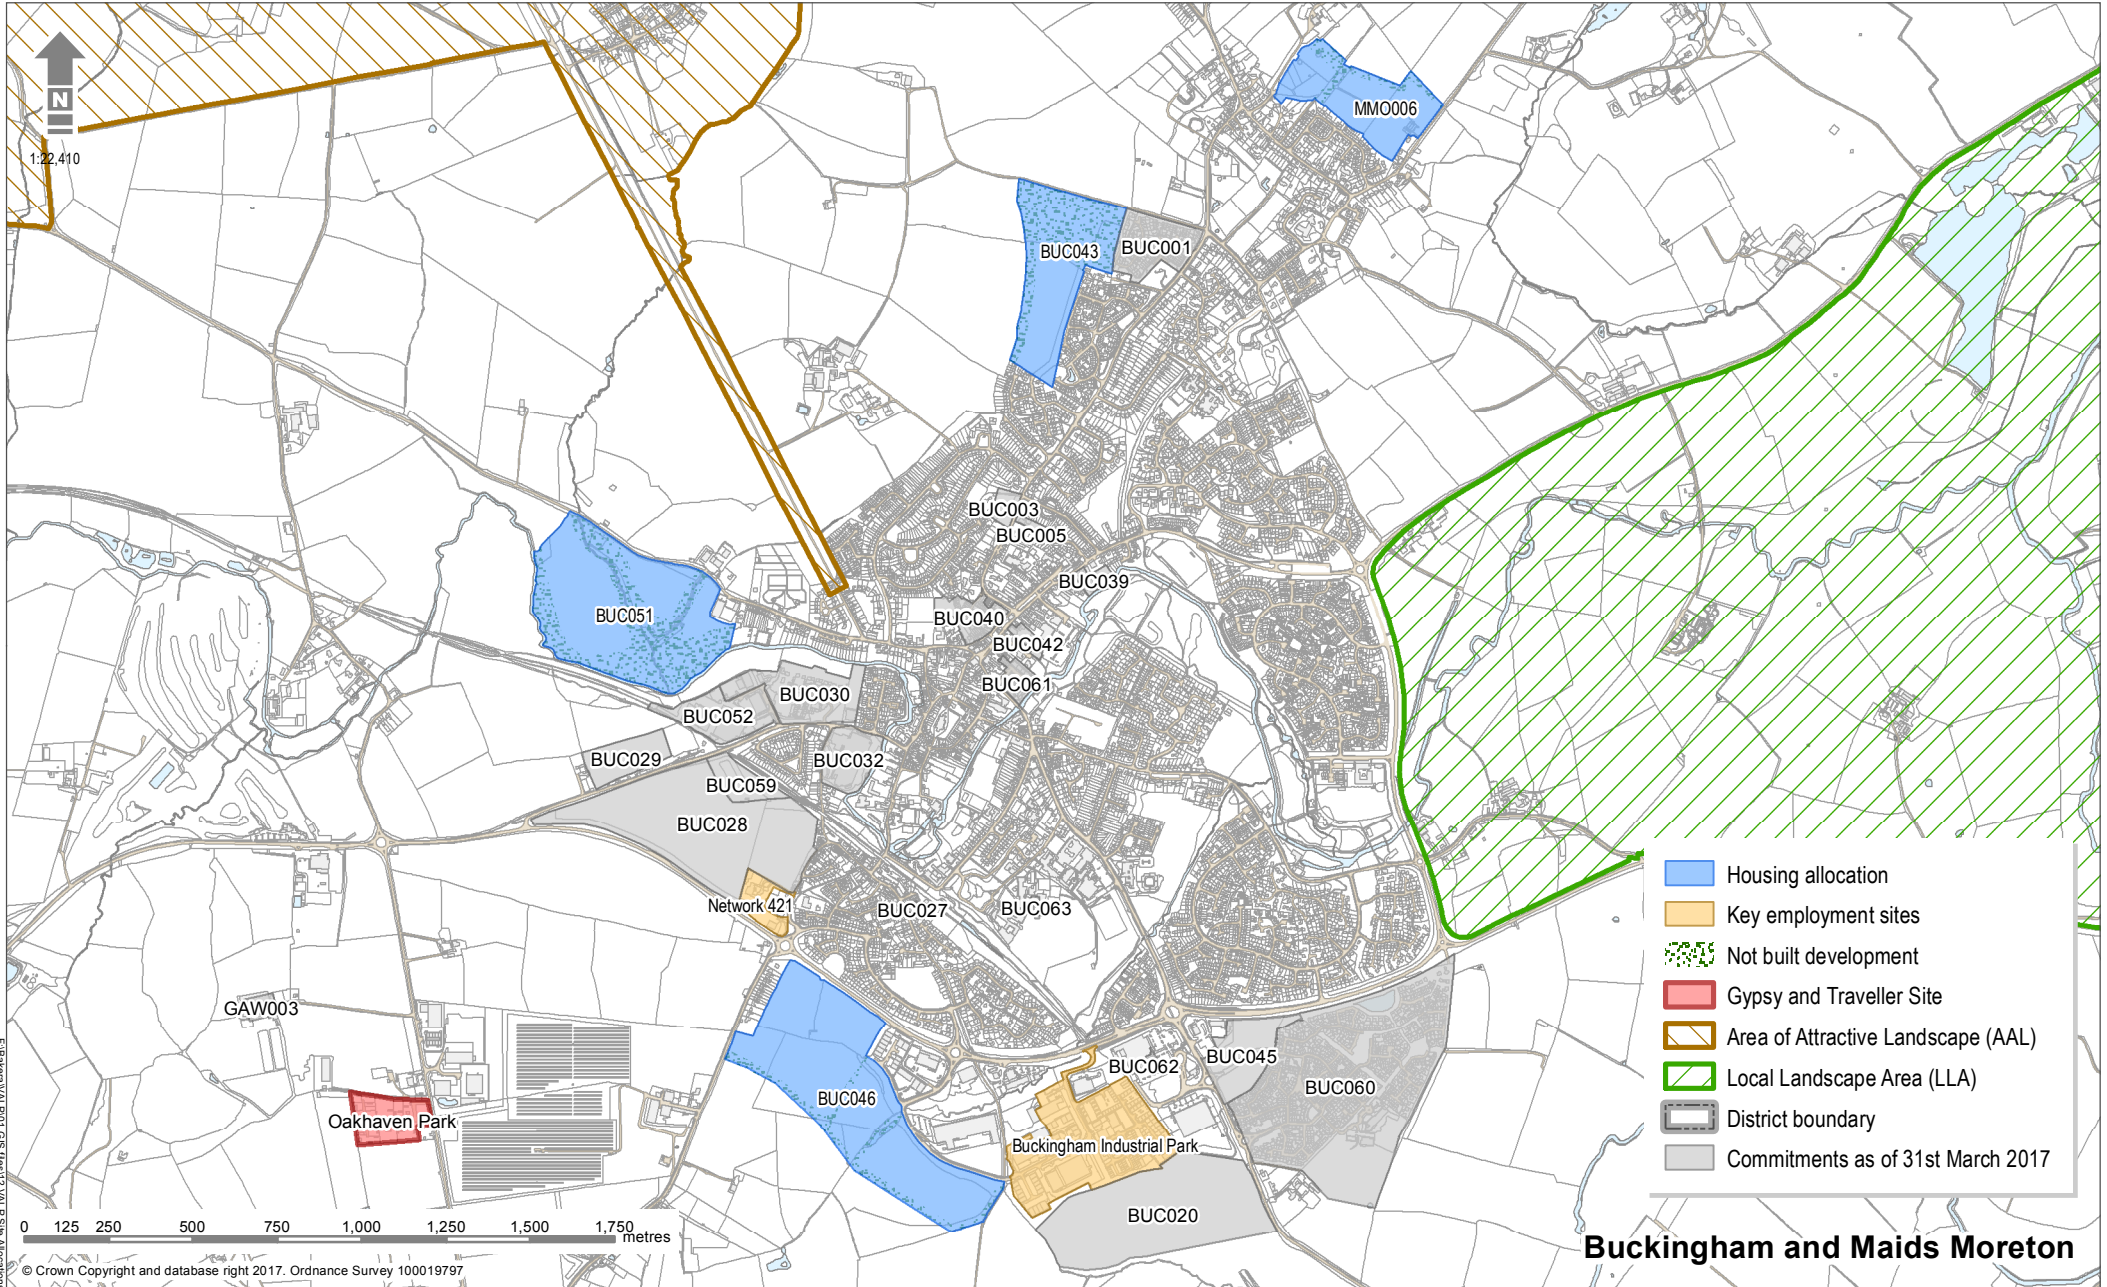 N
1:22,410
MMO006
BUC043
BUC001
BUC003
BUC005
BUC039
BUC051
BUC040
BUC042
BUC061
BUC030
BUC052
BUC029
BUC032
BUC059
BUC028
Network 421
BUC027
BUC063
GAW003
BUC045
BUC062
BUC060
BUC046
Oakhaven Park
Buckingham Industrial Park
BUC020
Housing allocation
Key employment sites
Not built development
Gypsy and Traveller Site
Area of Attractive Landscape (AAL)
Local Landscape Area (LLA)
District boundary
Commitments as of 31st March 2017
0 125 250 500 750 1,000 1,250 1,500 1,750
metres
Buckingham and Maids Moreton
© Crown Copyright and database right 2017. Ordnance Survey 100019797